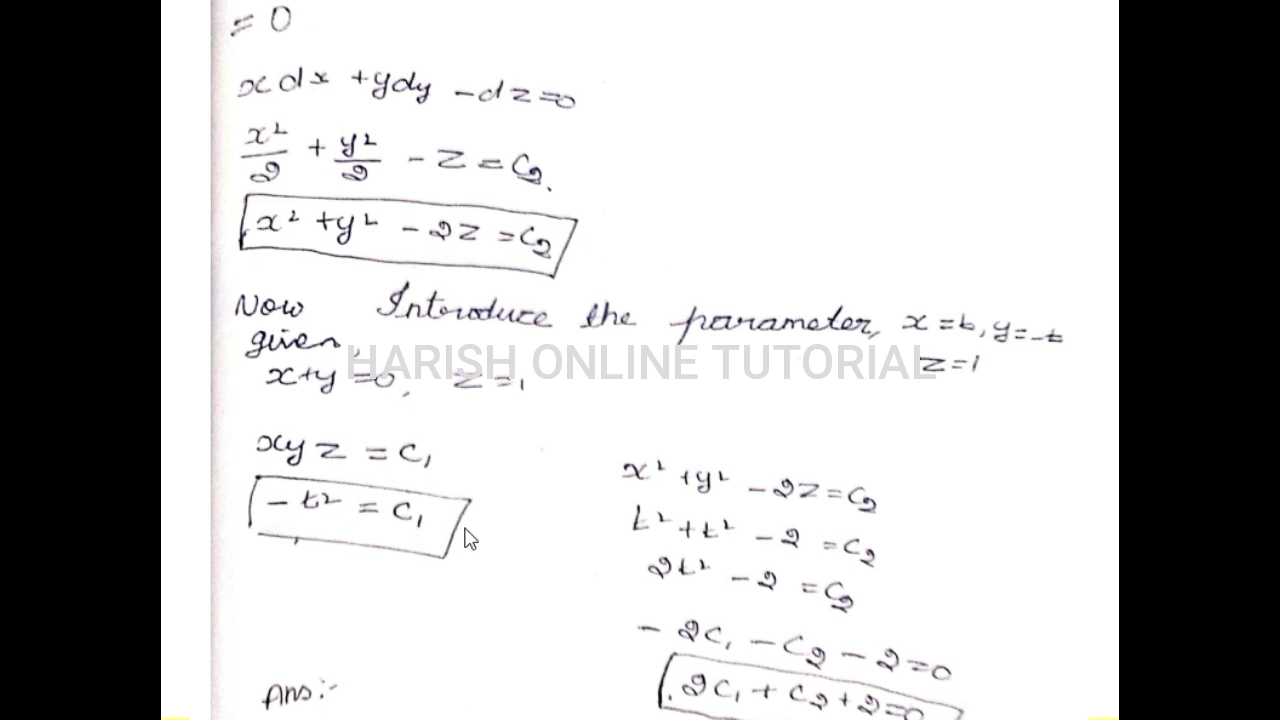 = 0
x dx + y dy - dz = 0
x²/2 + y²/2 - z = C₂.
x² + y² - 2z = C₂
Now Introduce the parameter, x = t, y = -t
given, z = 1
HARISH ONLINE TUTORIAL
x + y = 0, z = 1
xyz = C₁
- t² = C₁
x² + y² - 2z = C₂
t² + t² - 2 = C₂
2t² - 2 = C₂
- 2C₁ - C₂ - 2 = 0
2C₁ + C₂ + 2 = 0
Ans :-